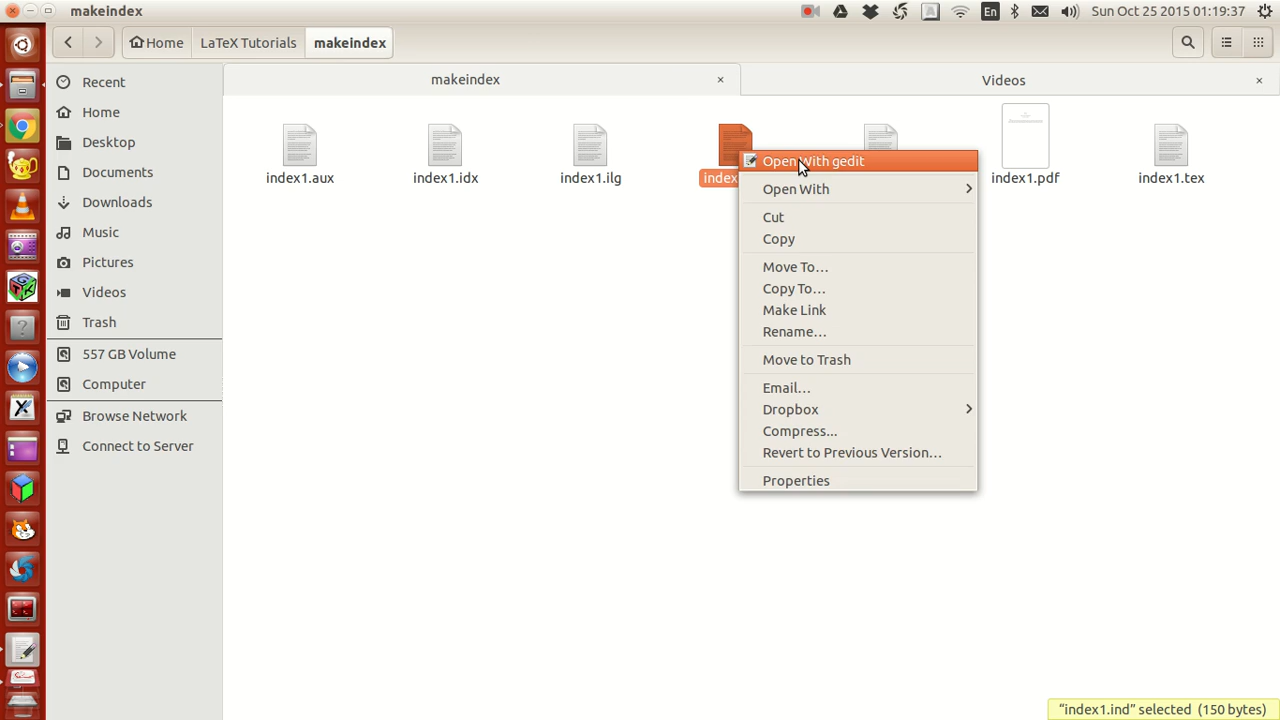 makeindex
En
Sun Oct 25 2015 01:19:37
Home
LaTeX Tutorials
makeindex
Recent
Home
Desktop
Documents
Downloads
Music
Pictures
Videos
Trash
557 GB Volume
Computer
Browse Network
Connect to Server
makeindex ×
Videos ×
index1.aux
index1.idx
index1.ilg
index
index1.pdf
index1.tex
Open With gedit
Open With
Cut
Copy
Move To…
Copy To…
Make Link
Rename…
Move to Trash
Email…
Dropbox
Compress...
Revert to Previous Version…
Properties
“index1.ind” selected (150 bytes)